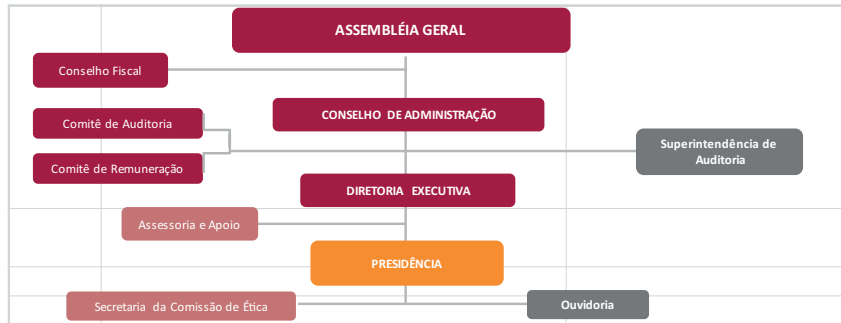 ASSEMBLÉIA GERAL
Conselho Fiscal
CONSELHO DE ADMINISTRAÇÃO
Comitê de Auditoria
Superintendência de
Auditoria
Comitê de Remuneração
DIRETORIA EXECUTIVA
Assessoria e Apoio
PRESIDÊNCIA
Secretaria da Comissão de Ética
Ouvidoria